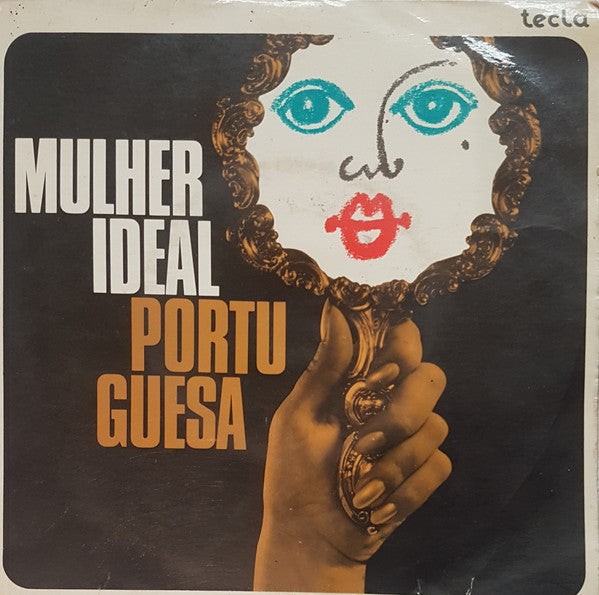 tecla
MULHER
IDEAL
PORTU
GUESA